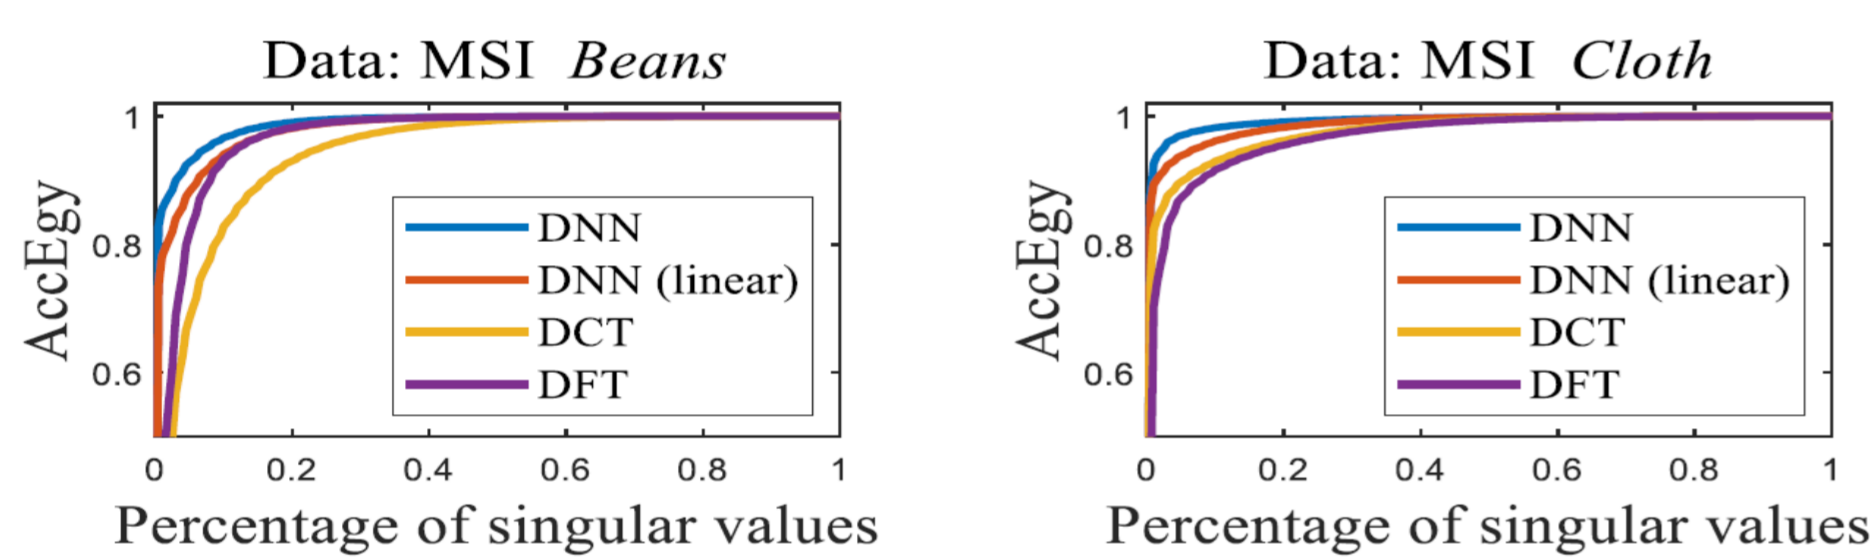 Data: MSI Beans
AccEgy
1
0.8
0.6
DNN
DNN (linear)
DCT
DFT
0 0.2 0.4 0.6 0.8 1
Percentage of singular values
Data: MSI Cloth
AccEgy
1
0.8
0.6
DNN
DNN (linear)
DCT
DFT
0 0.2 0.4 0.6 0.8 1
Percentage of singular values